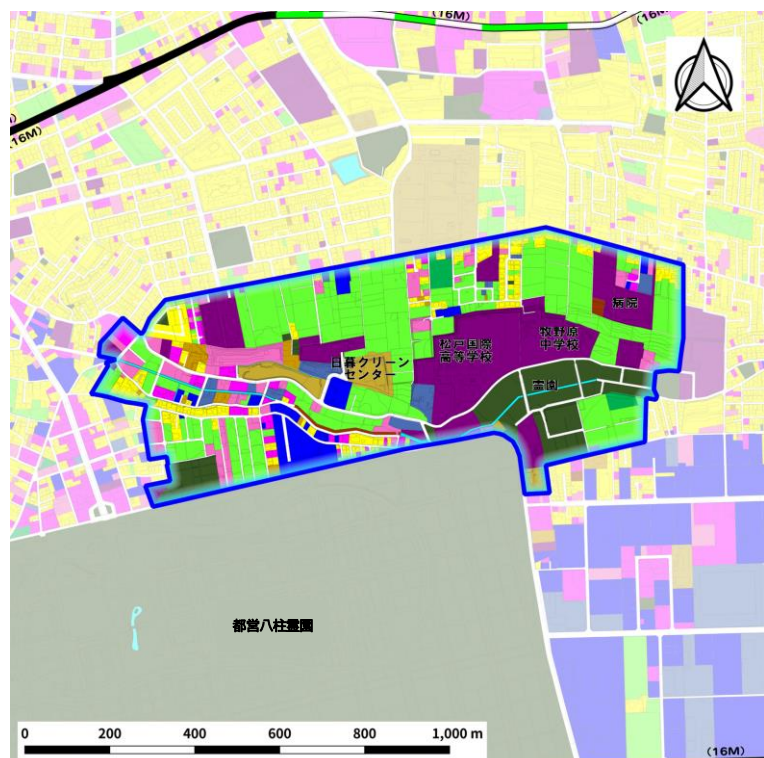 (16M)
(16M)
(16M)
病院
牧野原
中学校
松戸国際
高等学校
日暮クリーン
センター
霊園
都営八柱霊園
0 200 400 600 800 1,000 m
(16M)